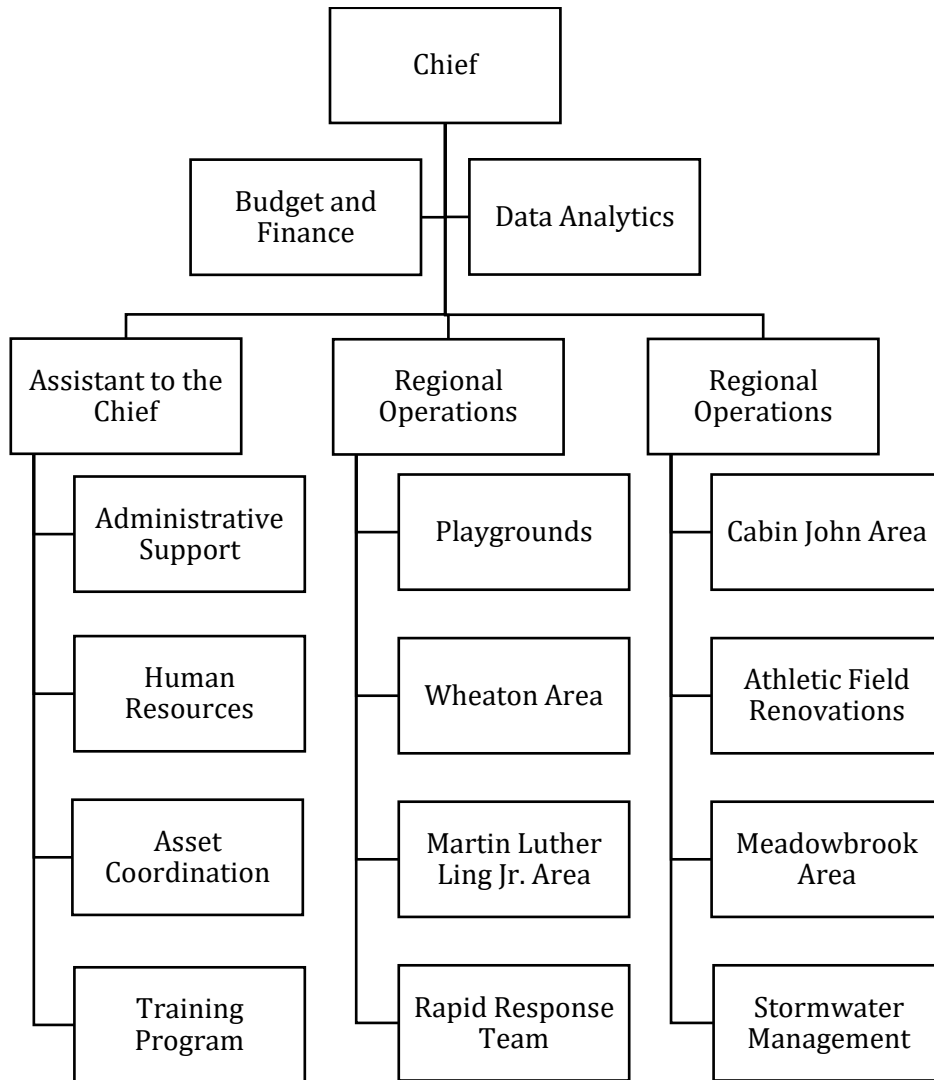 Chief
Budget and
Finance
Data Analytics
Assistant to the
Chief
Regional
Operations
Regional
Operations
Administrative
Support
Playgrounds
Cabin John Area
Human
Resources
Wheaton Area
Athletic Field
Renovations
Asset
Coordination
Martin Luther
Ling Jr. Area
Meadowbrook
Area
Training
Program
Rapid Response
Team
Stormwater
Management